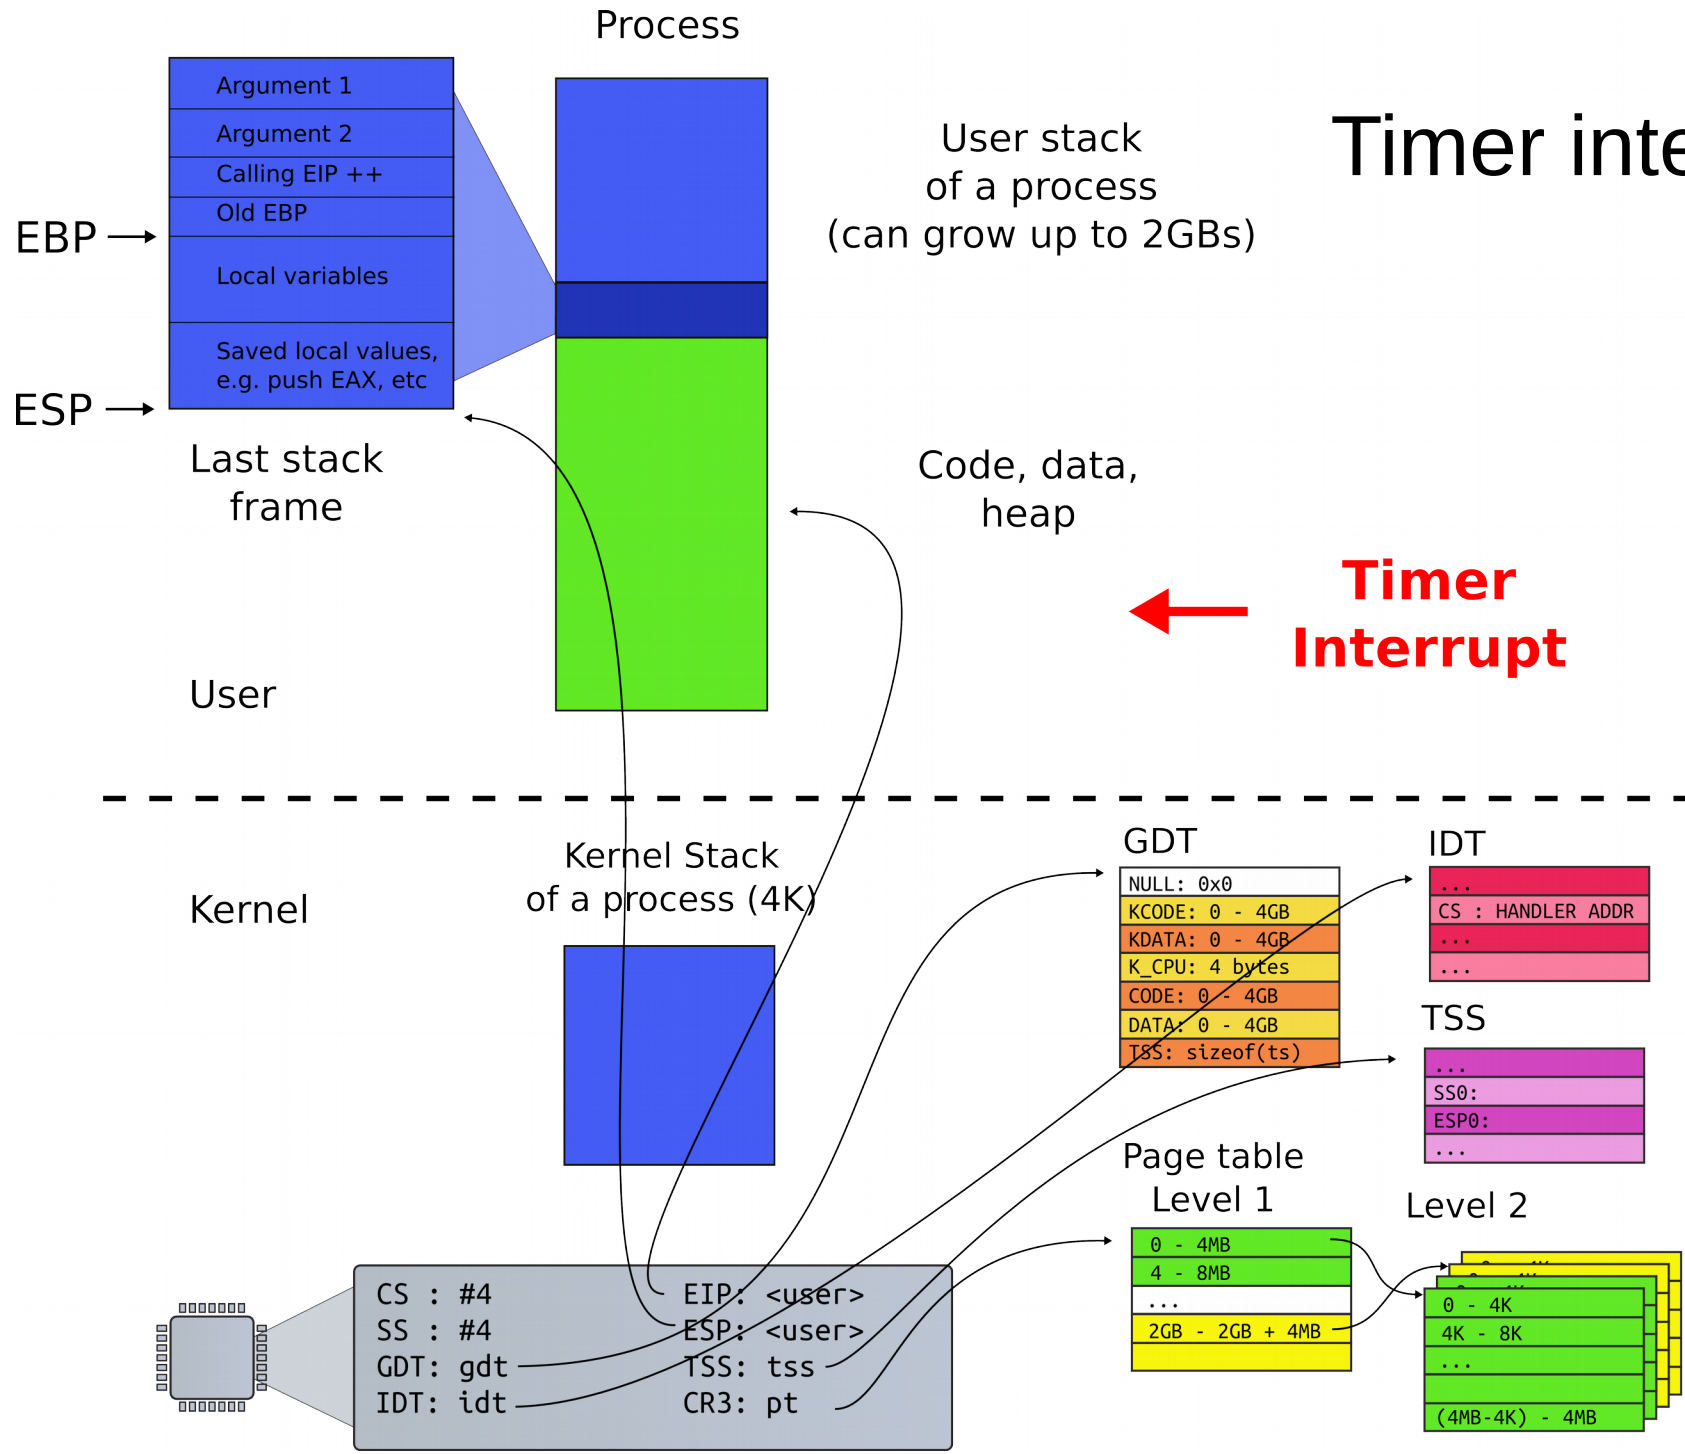 Process
Argument 1
Argument 2
Calling EIP ++
Old EBP
EBP
Local variables
Saved local values,
e.g. push EAX, etc
ESP
Last stack
frame
User stack
of a process
(can grow up to 2GBs)
Timer inte
Code, data,
heap
Timer
Interrupt
User
Kernel
Kernel Stack
of a process (4K)
GDT
NULL: 0x0
KCODE: 0 - 4GB
KDATA: 0 - 4GB
K_CPU: 4 bytes
CODE: 0 - 4GB
DATA: 0 - 4GB
TSS: sizeof(ts)
IDT
...
CS : HANDLER ADDR
...
...
TSS
...
SS0:
ESP0:
...
Page table
Level 1
0 - 4MB
4 - 8MB
...
2GB - 2GB + 4MB
Level 2
0 - 4K
4K - 8K
...
(4MB-4K) - 4MB
CS : #4
SS : #4
GDT: gdt
IDT: idt
EIP: <user>
ESP: <user>
TSS: tss
CR3: pt